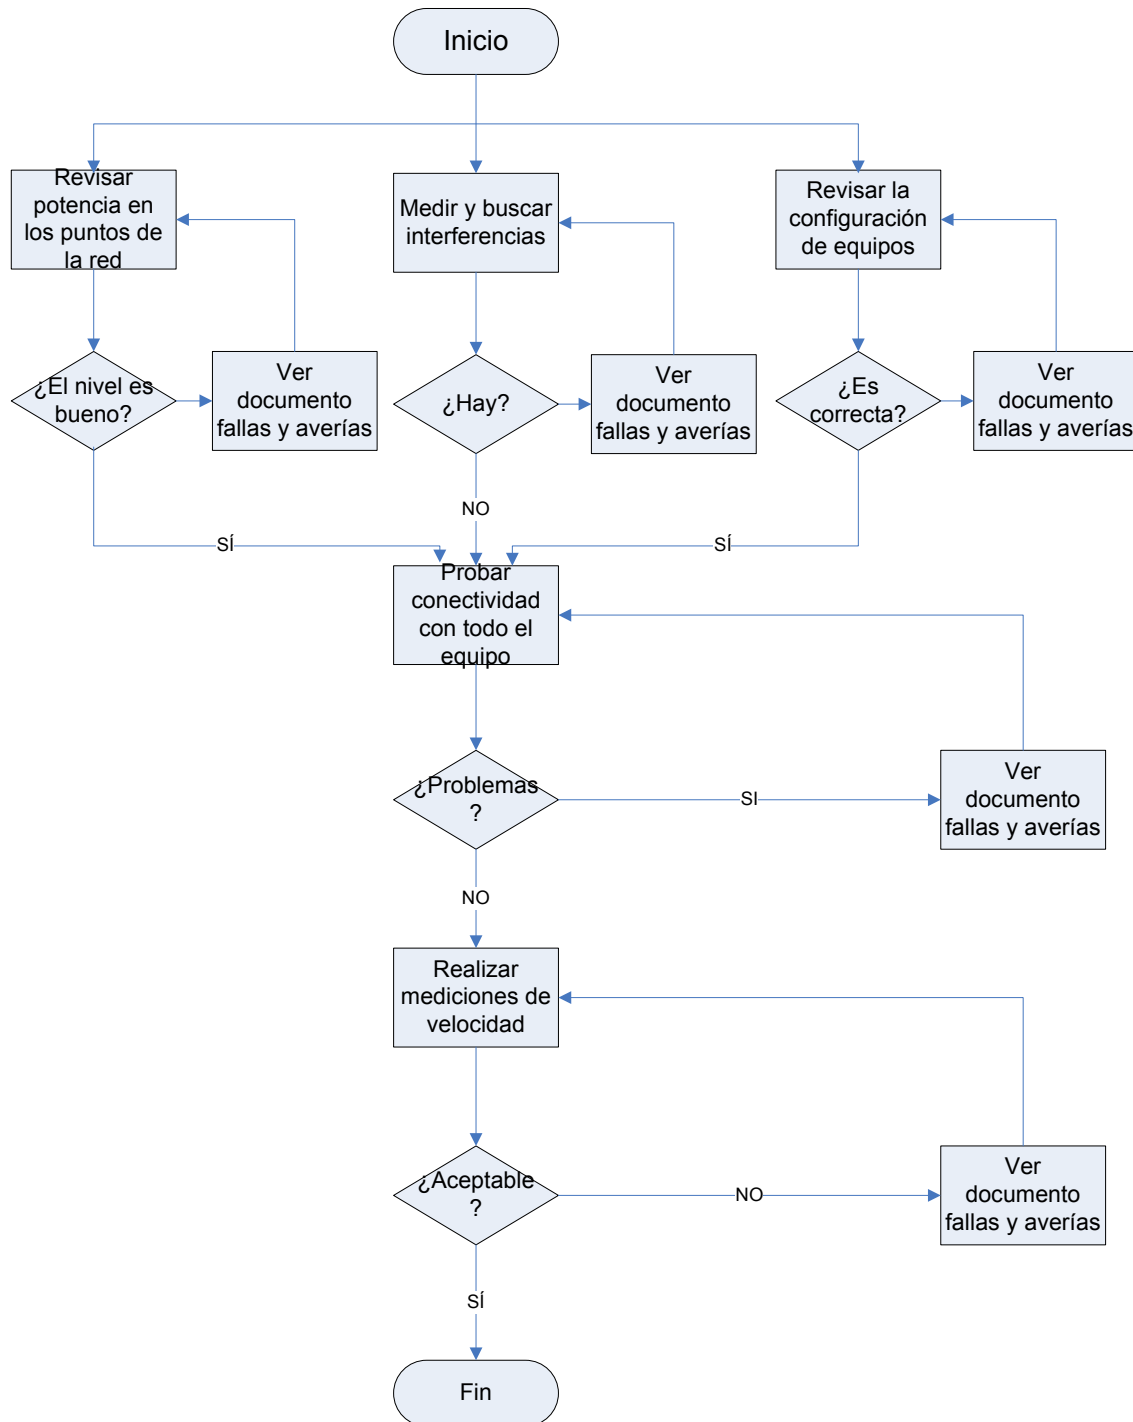 Inicio
Revisar
potencia en
los puntos de
la red
Medir y buscar
interferencias
Revisar la
configuración
de equipos
¿El nivel es
bueno?
Ver
documento
fallas y averías
¿Hay?
Ver
documento
fallas y averías
¿Es
correcta?
Ver
documento
fallas y averías
SÍ
NO
SÍ
Probar
conectividad
con todo el
equipo
¿Problemas
?
SI
Ver
documento
fallas y averías
NO
Realizar
mediciones de
velocidad
¿Aceptable
?
NO
Ver
documento
fallas y averías
SÍ
Fin